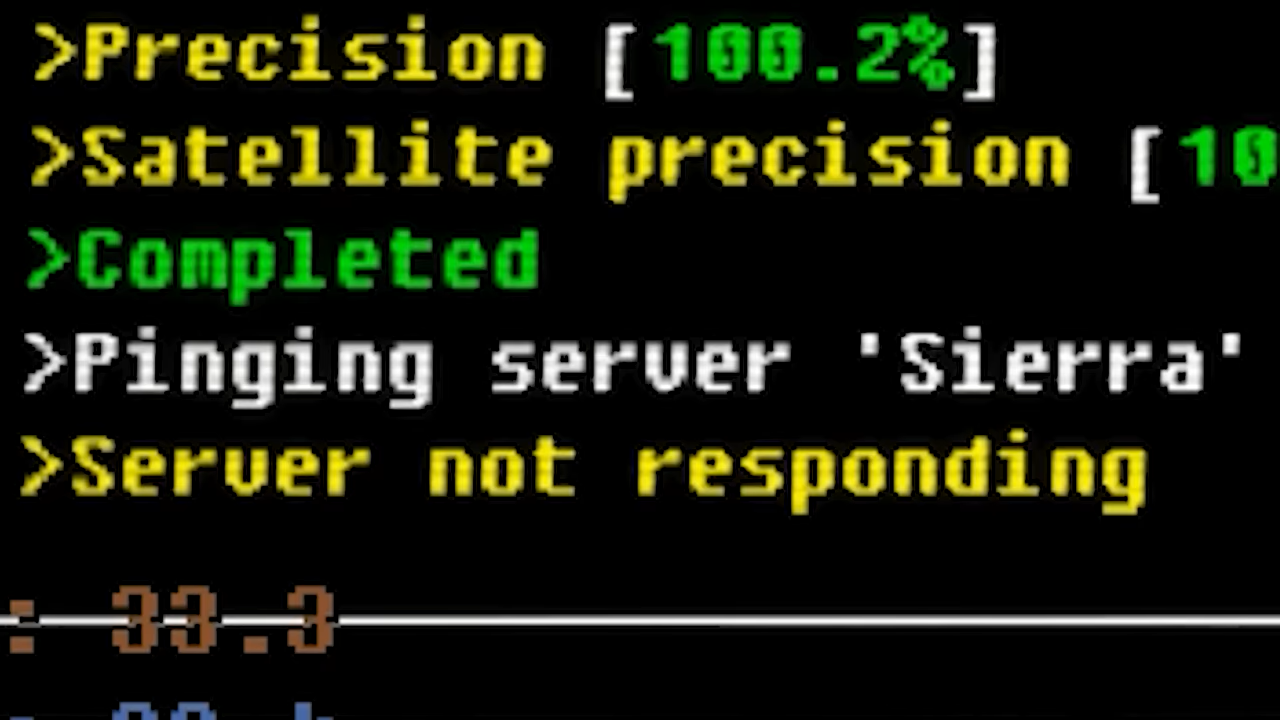 >Precision [100.2%]
>Satellite precision [10
>Completed
>Pinging server 'Sierra'
>Server not responding
: 33.3